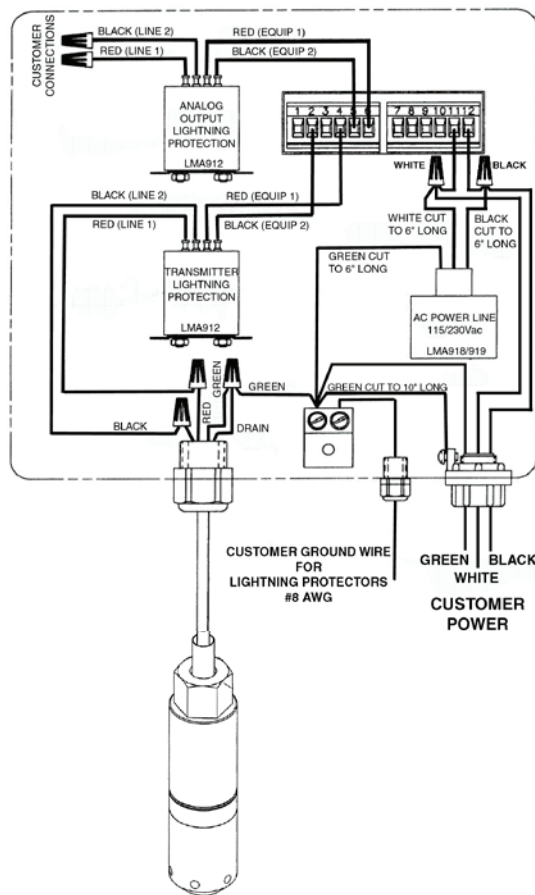 CUSTOMER
CONNECTIONS
BLACK (LINE 2)
RED (LINE 1)
RED (EQUIP 1)
BLACK (EQUIP 2)
ANALOG
OUTPUT
LIGHTNING
PROTECTION
LMA912
1 2 3 4 5 6
7 8 9 10 11 12
WHITE
BLACK
BLACK (LINE 2)
RED (LINE 1)
RED (EQUIP 1)
BLACK (EQUIP 2)
WHITE CUT
TO 6" LONG
BLACK
CUT TO
6" LONG
GREEN CUT
TO 6" LONG
TRANSMITTER
LIGHTNING
PROTECTION
LMA912
AC POWER LINE
115/230Vac
LMA918/919
GREEN
RED
GREEN
GREEN CUT TO 10" LONG
BLACK
DRAIN
CUSTOMER GROUND WIRE
FOR
LIGHTNING PROTECTORS
#8 AWG
GREEN
BLACK
WHITE
CUSTOMER
POWER